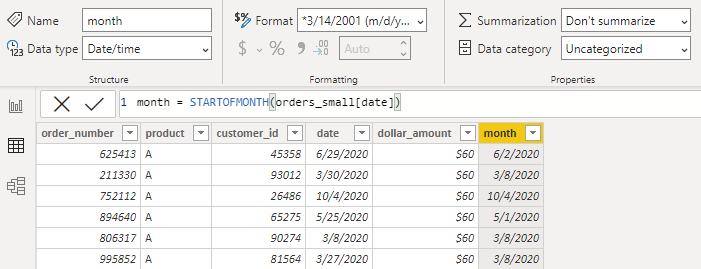 Name month
Data type Date/time
Structure
$% Format *3/14/2001 (m/d/y...
$ % 9 .00 Auto
Formatting
Summarization Don't summarize
Data category Uncategorized
Properties
1 month = STARTOFMONTH(orders_small[date])
order_number product customer_id date dollar_amount month
625413 A 45358 6/29/2020 $60 6/2/2020
211330 A 93012 3/30/2020 $60 3/8/2020
752112 A 26486 10/4/2020 $60 10/4/2020
894640 A 65275 5/25/2020 $60 5/1/2020
806317 A 90274 3/8/2020 $60 3/8/2020
995852 A 81564 3/27/2020 $60 3/8/2020